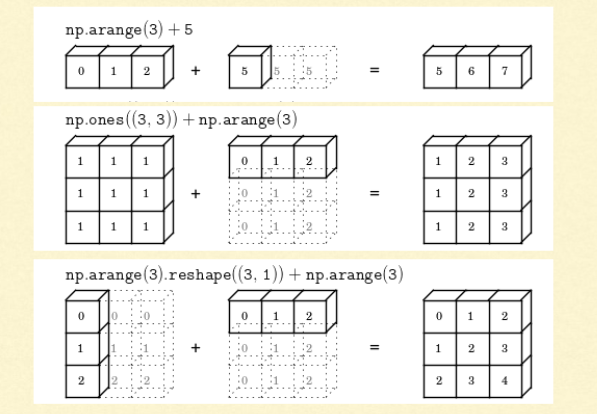 np.arange(3) + 5
0 1 2 + 5 5 5 = 5 6 7
np.ones((3, 3)) + np.arange(3)
1 1 1 0 1 2 1 2 3
1 1 1 + 0 1 2 = 1 2 3
1 1 1 0 1 2 1 2 3
np.arange(3).reshape((3, 1)) + np.arange(3)
0 0 0 0 1 2 0 1 2
1 1 1 + 0 1 2 = 1 2 3
2 2 2 0 1 2 2 3 4